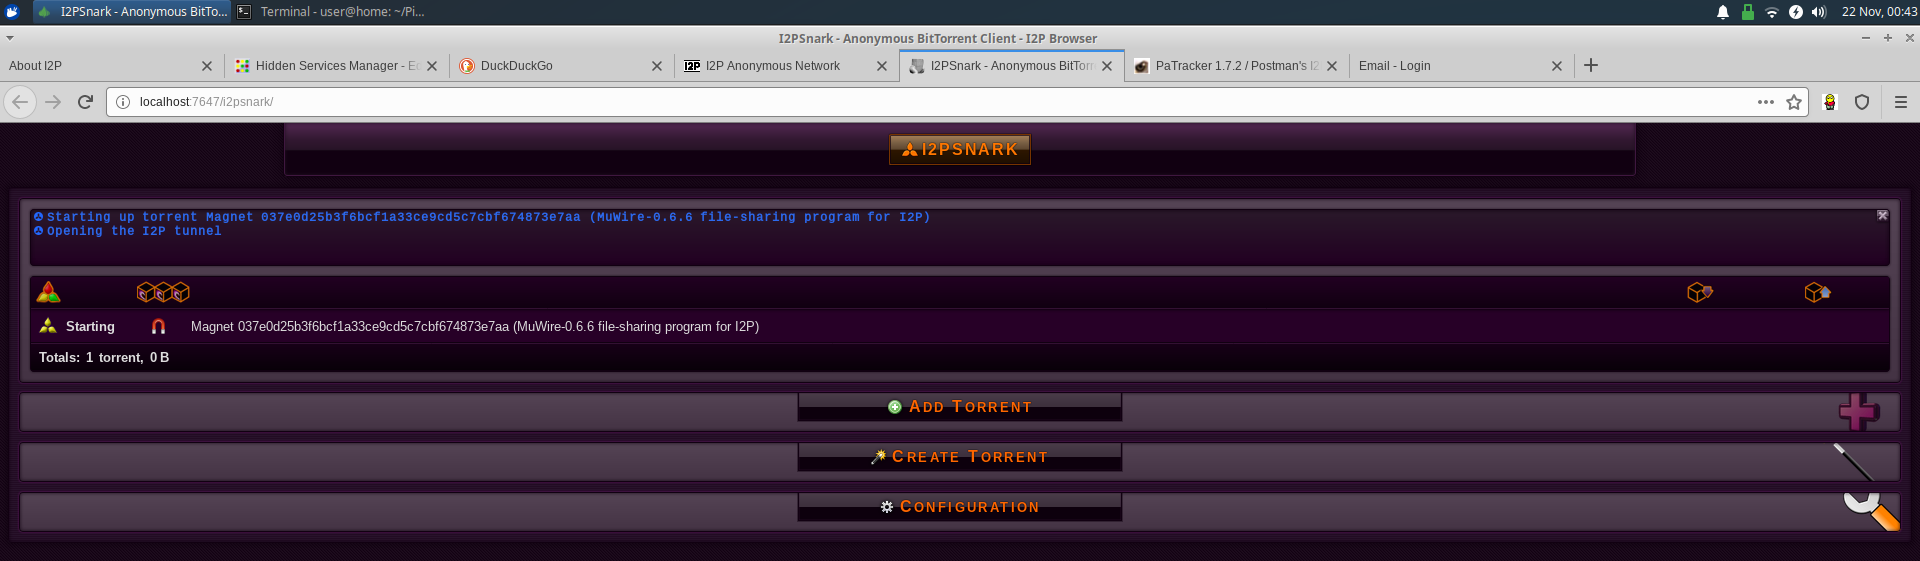 I2PSnark - Anonymous BitTo...
Terminal - user@home: ~/Pi...
22 Nov, 00:43
I2PSnark - Anonymous BitTorrent Client - I2P Browser
About I2P
Hidden Services Manager - E
DuckDuckGo
I2P Anonymous Network
I2PSnark - Anonymous BitTor
PaTracker 1.7.2 / Postman's I2
Email - Login
localhost:7647/i2psnark/
I2PSNARK
Starting up torrent Magnet 037e0d25b3f6bcf1a33ce9cd5c7cbf674873e7aa (MuWire-0.6.6 file-sharing program for I2P)
Opening the I2P tunnel
Starting Magnet 037e0d25b3f6bcf1a33ce9cd5c7cbf674873e7aa (MuWire-0.6.6 file-sharing program for I2P)
Totals: 1 torrent, 0 B
ADD TORRENT
CREATE TORRENT
CONFIGURATION